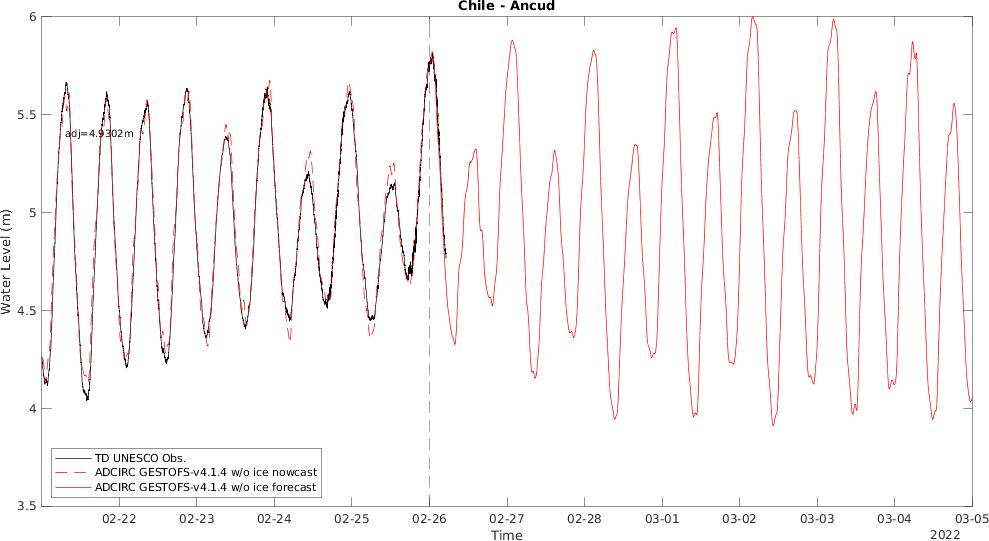 Chile - Ancud
6
5.5
5
4.5
4
3.5
Water Level (m)
adj=4.9302m
TD UNESCO Obs.
ADCIRC GESTOFS-v4.1.4 w/o ice nowcast
ADCIRC GESTOFS-v4.1.4 w/o ice forecast
02-22 02-23 02-24 02-25 02-26 02-27 02-28 03-01 03-02 03-03 03-04 03-05
Time
2022